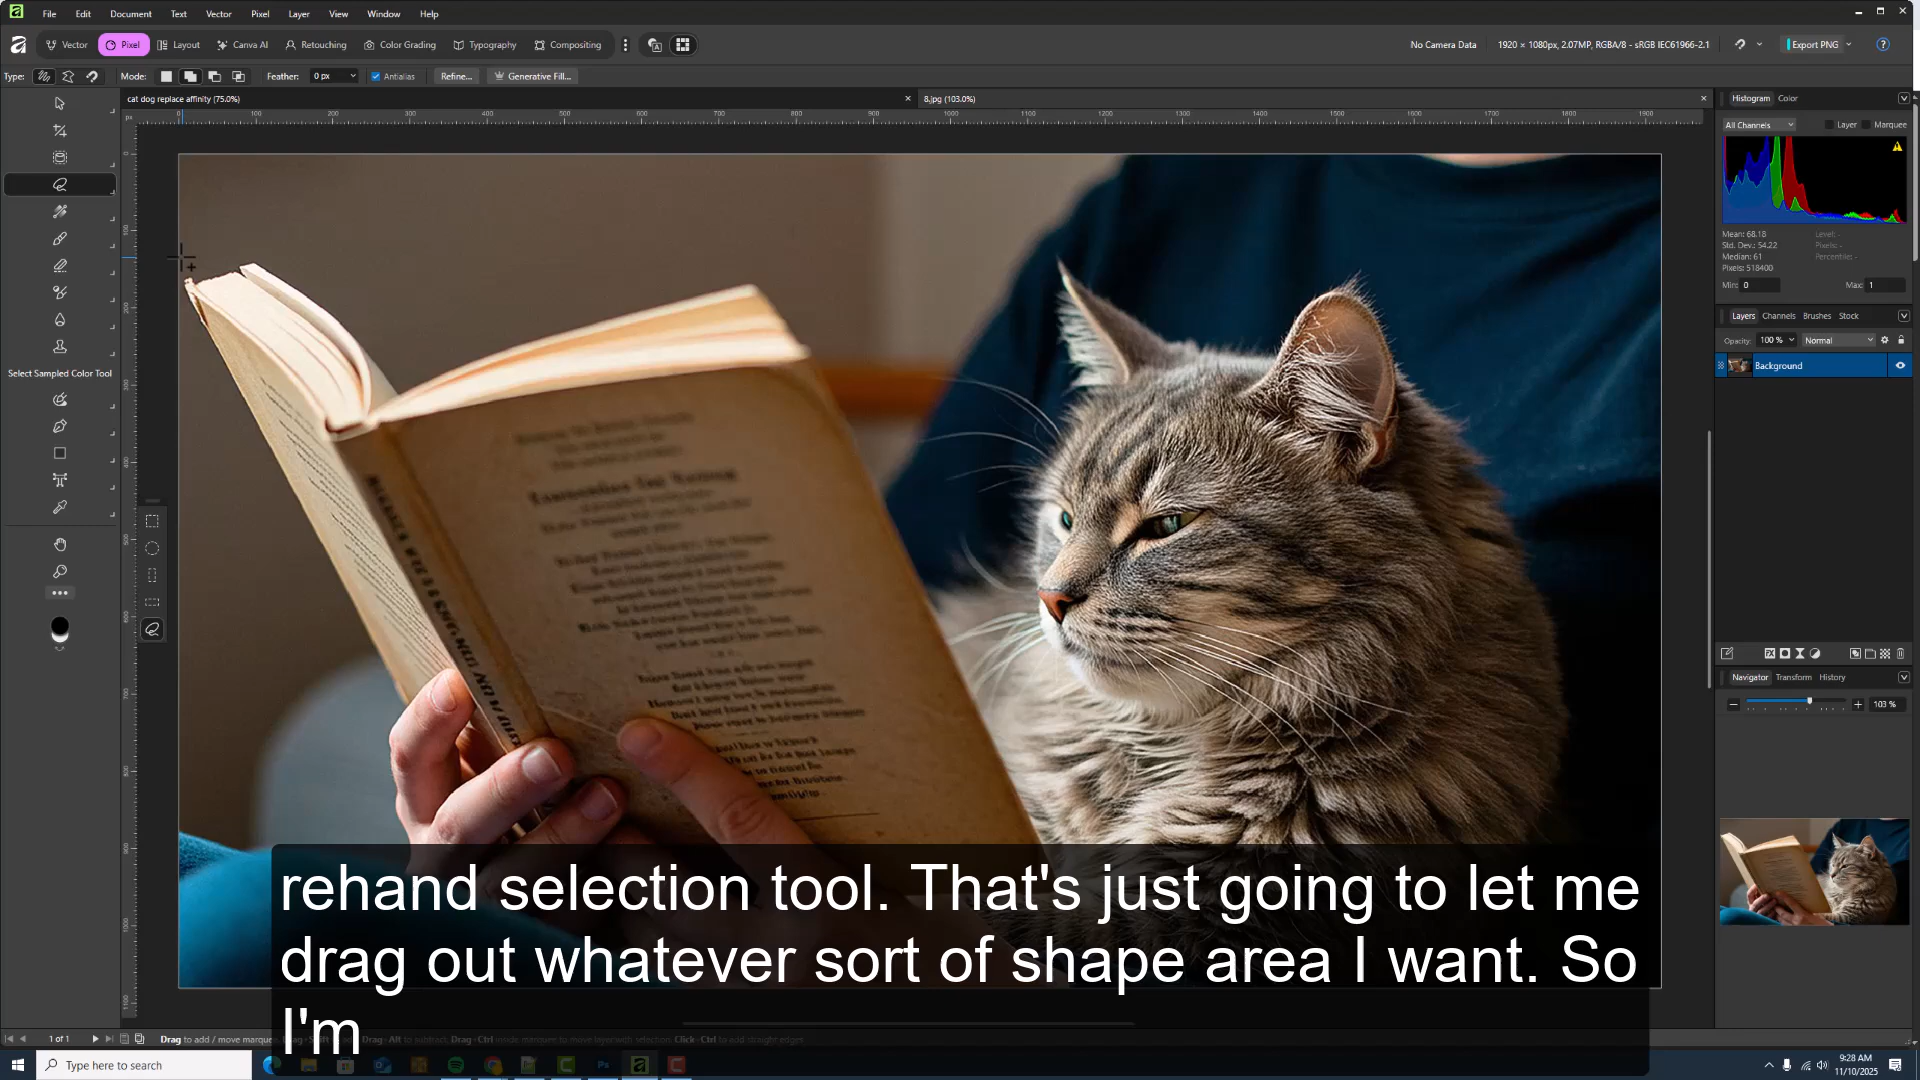 File Edit Document Text Vector Pixel Layer View Window Help
Vector Pixel Layout Canva AI Retouching Color Grading Typography Compositing No Camera Data 1920 × 1080px, 2.07MP, RGBA/8 - sRGB IEC61966-2.1 Export PNG
Type: Mode: Feather: 0 px Antialias Refine... Generative Fill...
cat dog replace affinity (75.0%) 8.jpg (103.0%)
Histogram Color
All Channels Layer Marquee
Mean: 68.18 Level: -
Std. Dev.: 54.22 Pixels: -
Median: 61 Percentile: -
Pixels: 518400
Min: 0 Max: 1
Layers Channels Brushes Stock
Opacity: 100 % Normal
Background
Select Sampled Color Tool
Navigator Transform History
103 %
rehand selection tool. That's just going to let me
drag out whatever sort of shape area I want. So
I'm
1 of 1 Drag to add / move marquee.
Type here to search
9:28 AM
11/10/2025